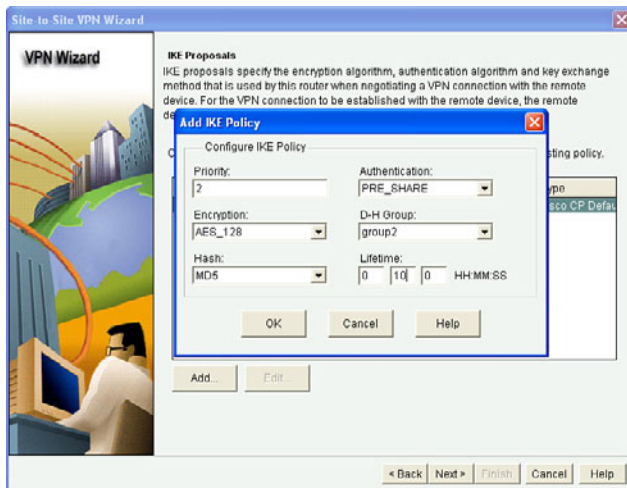 Site-to-Site VPN Wizard
VPN Wizard
IKE Proposals
IKE proposals specify the encryption algorithm, authentication algorithm and key exchange
method that is used by this router when negotiating a VPN connection with the remote
device. For the VPN connection to be established with the remote device, the remote
Add IKE Policy
Configure IKE Policy
sting policy.
Priority:
Authentication:
2
PRE_SHARE
ype
sco CP Defau
Encryption:
D-H Group:
AES_128
group2
Hash:
Lifetime:
MD5
0 10 0 HH:MM:SS
OK Cancel Help
Add... Edit...
< Back Next > Finish Cancel Help